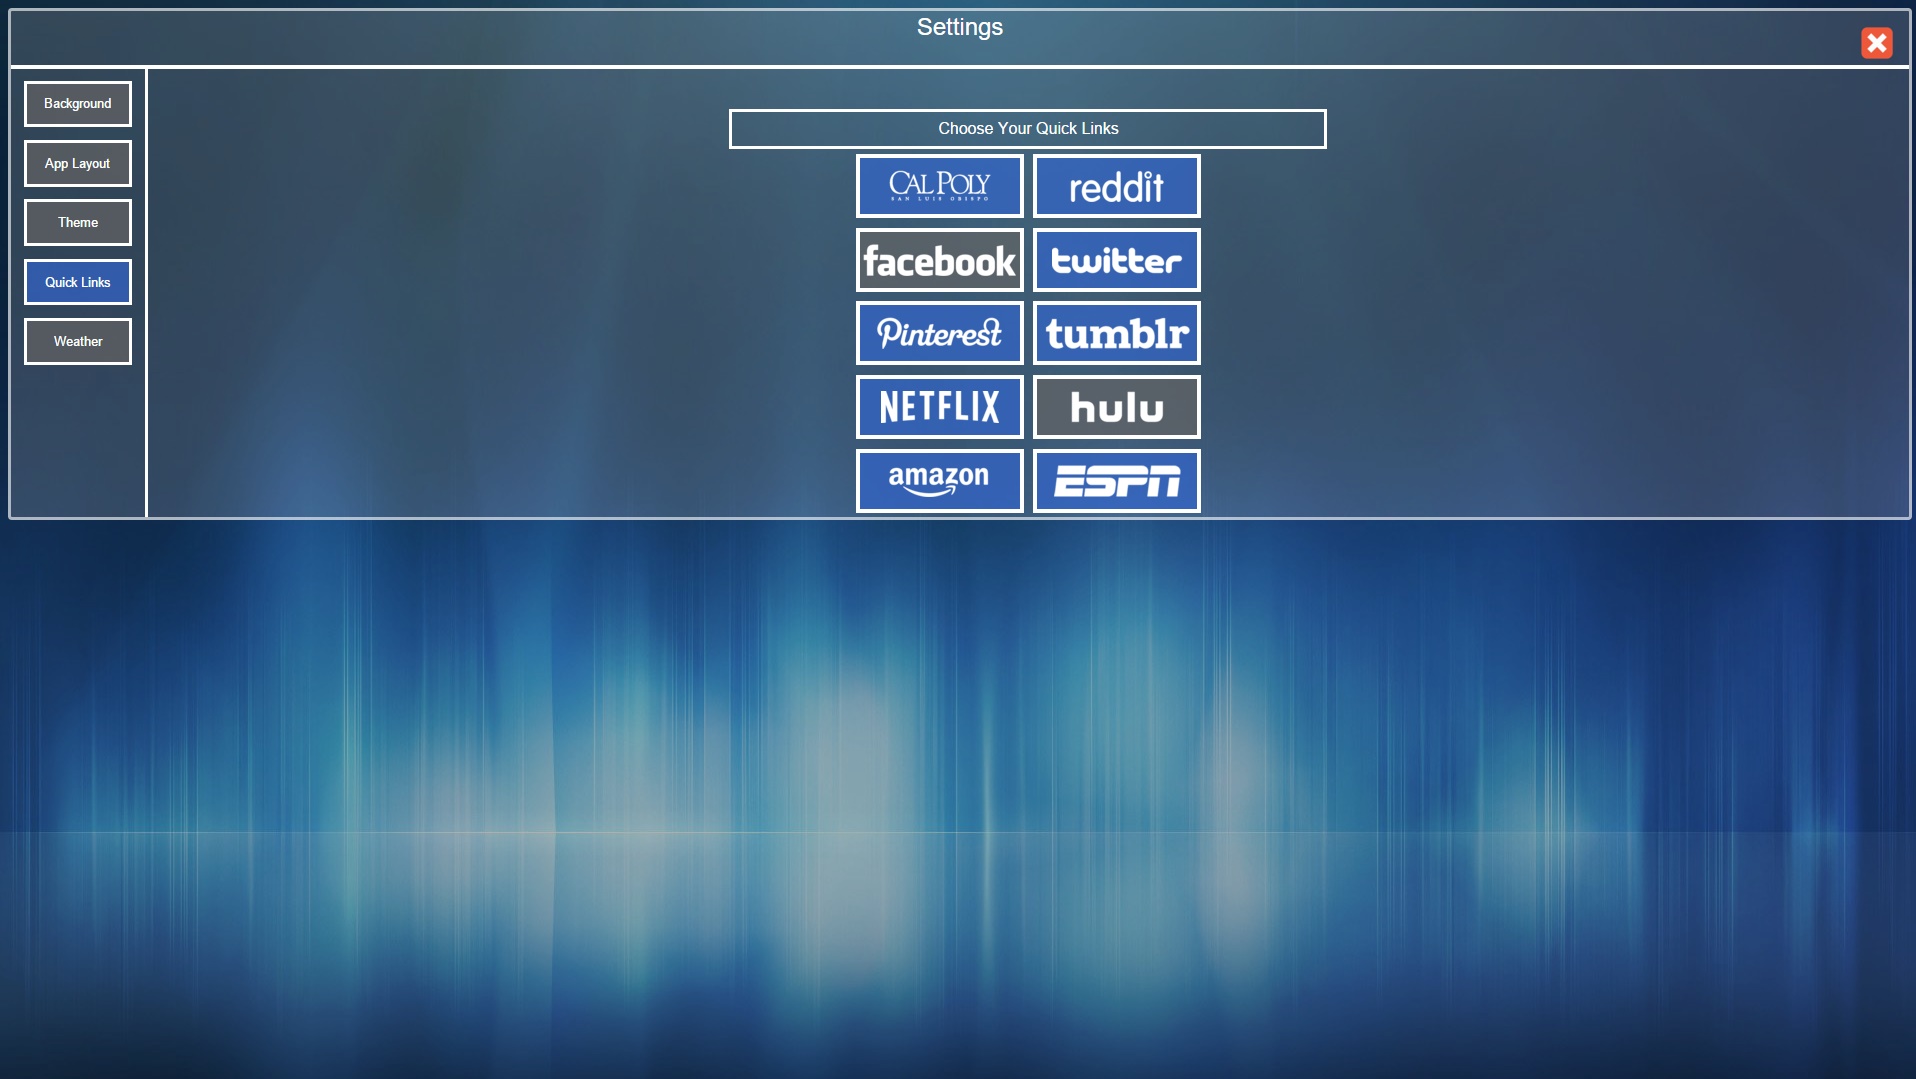 Settings
Background
App Layout
Theme
Quick Links
Weather
Choose Your Quick Links
CAL POLY
SAN LUIS OBISPO
reddit
facebook
twitter
Pinterest
tumblr
NETFLIX
hulu
amazon
ESPN